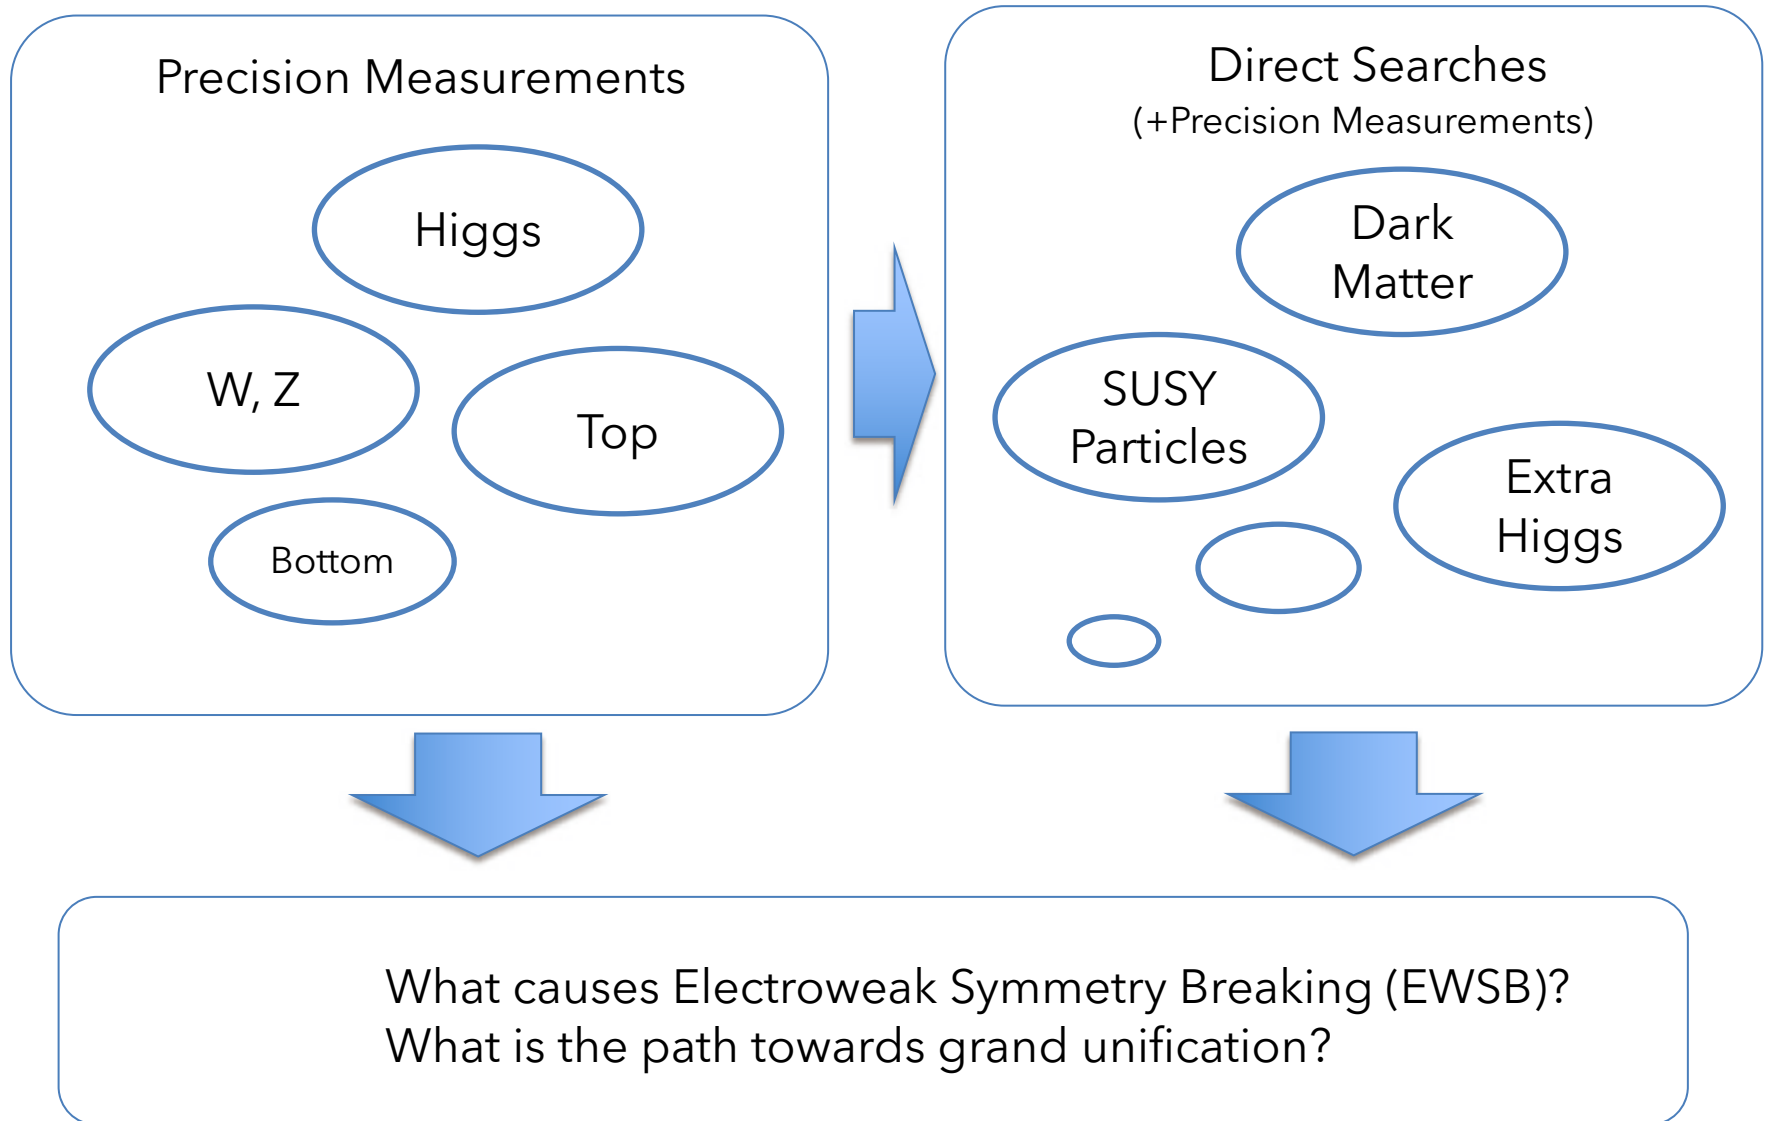 Precision Measurements
Higgs
W, Z
Top
Bottom
Direct Searches
(+Precision Measurements)
Dark
Matter
SUSY
Particles
Extra
Higgs
What causes Electroweak Symmetry Breaking (EWSB)?
What is the path towards grand unification?